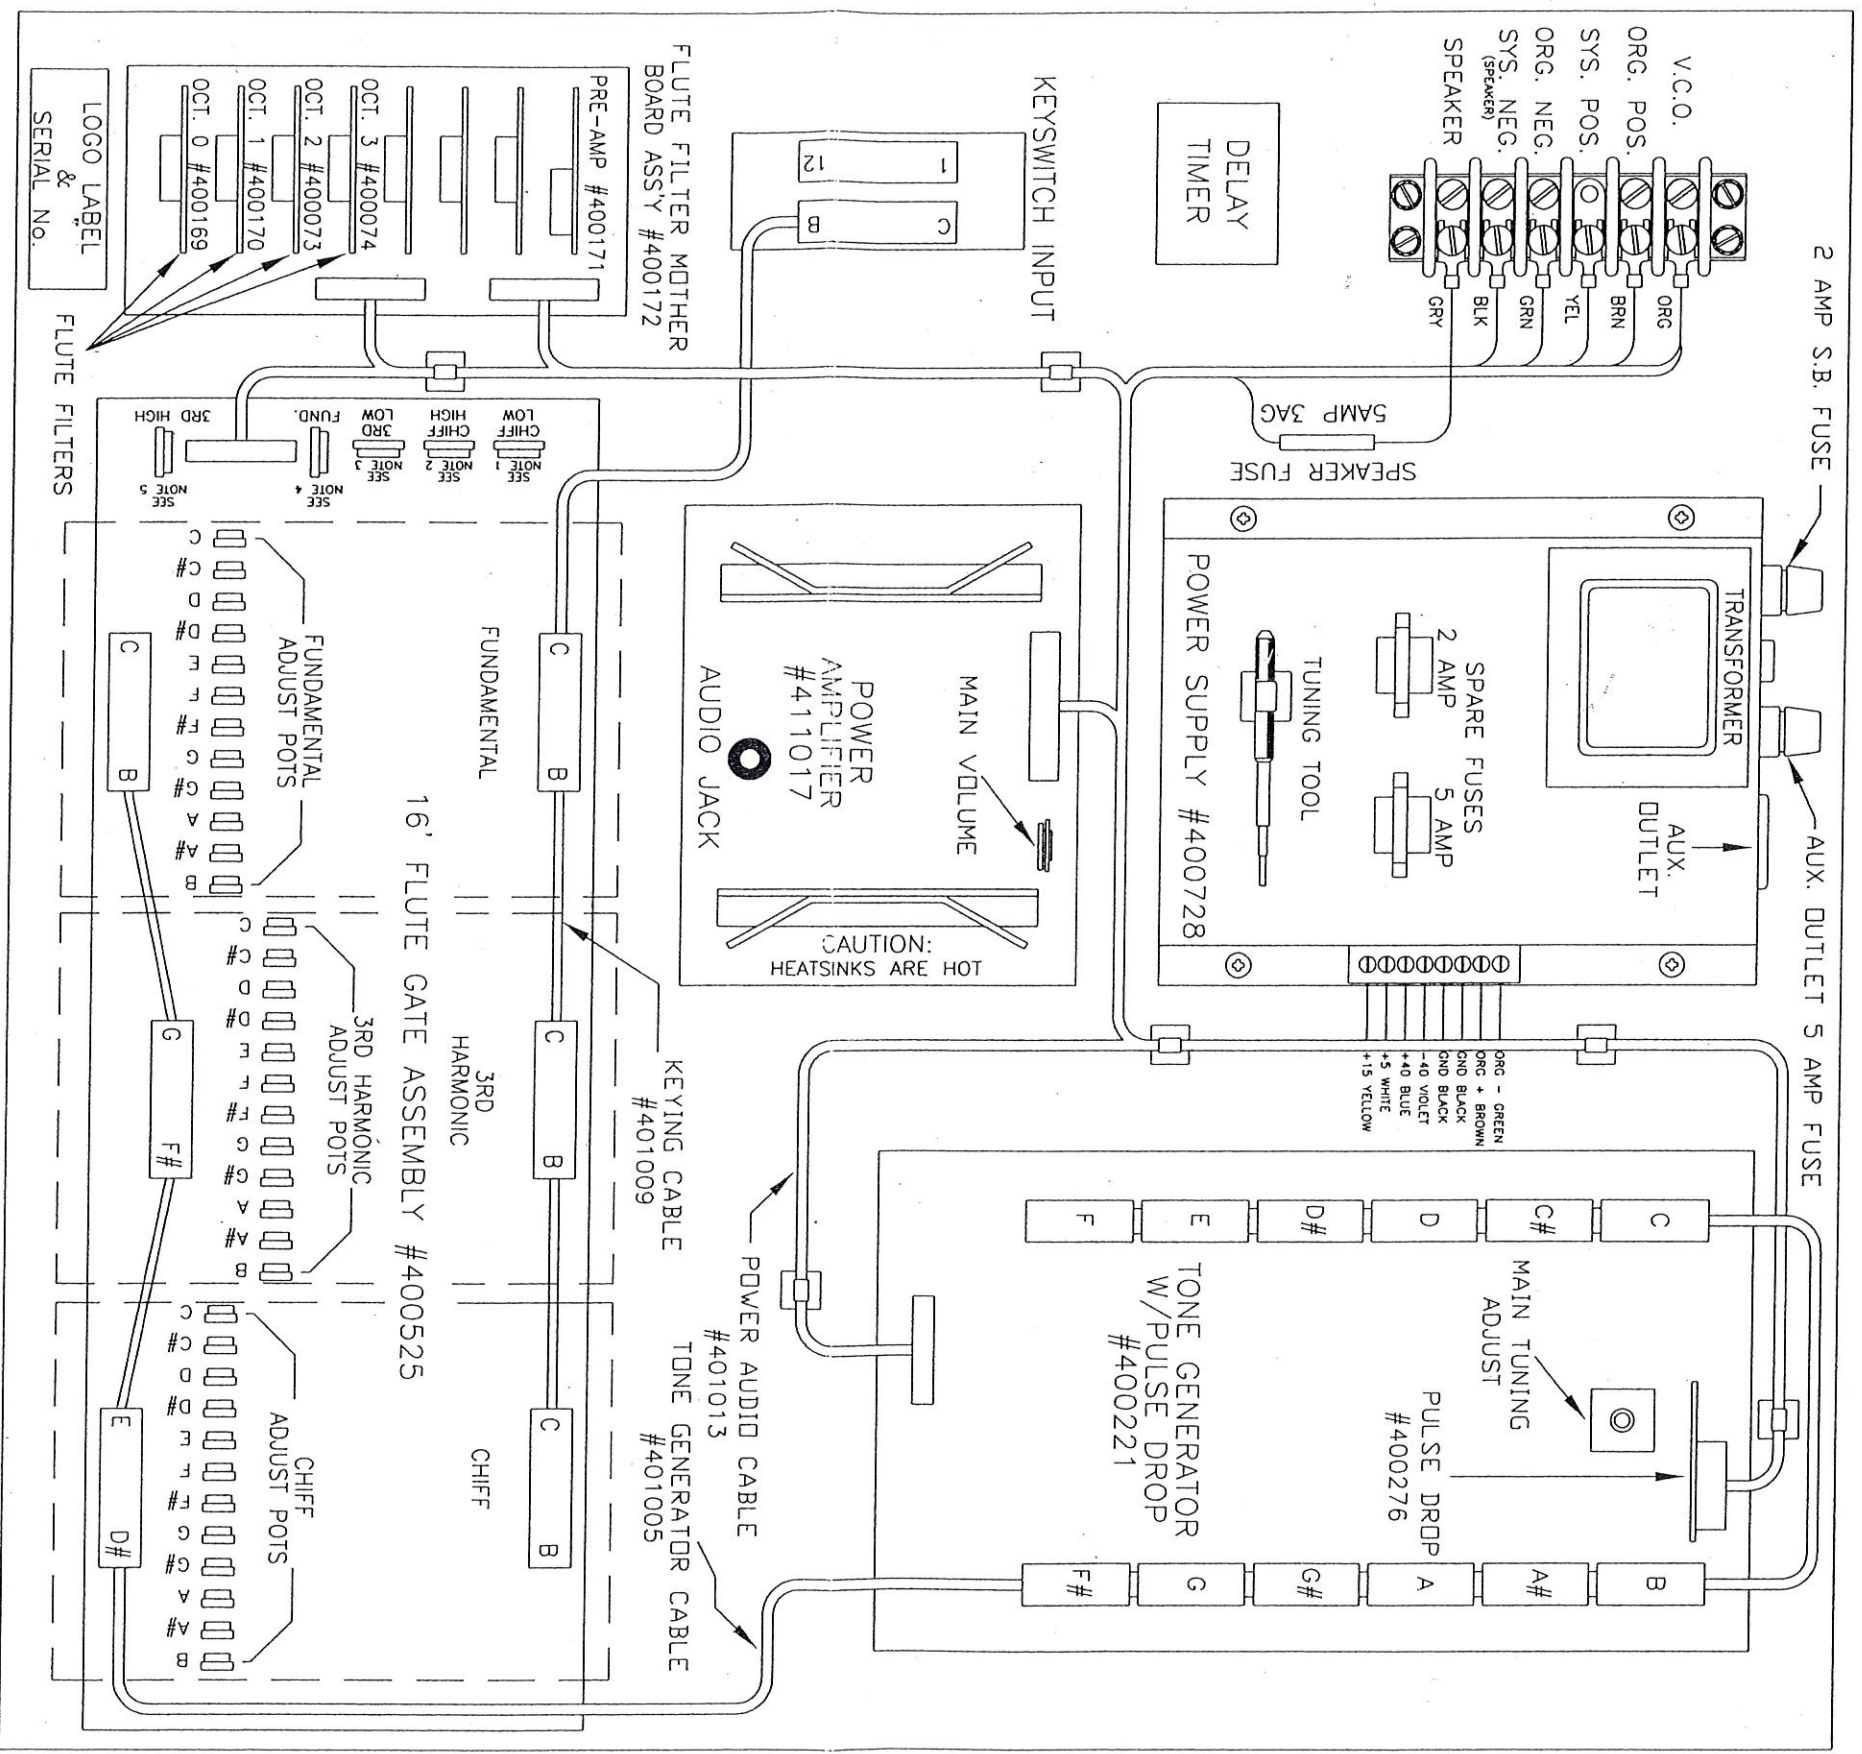 V.C.O.
ORG. POS.
SYS. POS.
ORG. NEG.
SYS. NEG.
(SPEAKER)
SPEAKER
ORG
BRN
YEL
GRN
BLK
GRY
2 AMP S.B. FUSE
DELAY
TIMER
KEYSWITCH INPUT
1
12
C
B
FLUTE FILTER MOTHER
BOARD ASS'Y #400172
PRE-AMP #400171
OCT. 3 #400074
OCT. 2 #400073
OCT. 1 #400170
OCT. 0 #400169
LOGO LABEL
&
SERIAL No.
FLUTE FILTERS
5AMP 3AG
SPEAKER FUSE
CHIFF
LOW
SEE
NOTE 1
CHIFF
HIGH
SEE
NOTE 2
3RD
LOW
SEE
NOTE 3
FUND.
SEE
NOTE 4
3RD HIGH
SEE
NOTE 5
TRANSFORMER
AUX.
OUTLET
AUX. OUTLET 5 AMP FUSE
SPARE FUSES
2
AMP
5
AMP
TUNING TOOL
POWER SUPPLY #400728
MAIN VOLUME
POWER
AMPLIFIER
#411017
AUDIO JACK
CAUTION:
HEATSINKS ARE HOT
ORG - GREEN
ORG + BROWN
GND BLACK
GND BLACK
-40 VIOLET
+40 BLUE
+5 WHITE
+15 YELLOW
FUNDAMENTAL
C
B
FUNDAMENTAL
ADJUST POTS
C
C#
D
D#
E
F
F#
G
G#
A
A#
B
C
B
16' FLUTE GATE ASSEMBLY #400525
3RD
HARMONIC
C
B
3RD HARMONIC
ADJUST POTS
C
C#
D
D#
E
F
F#
G
G#
A
A#
B
G
F#
CHIFF
C
B
CHIFF
ADJUST POTS
C
C#
D
D#
E
F
F#
G
G#
A
A#
B
E
D#
KEYING CABLE
#401009
POWER AUDIO CABLE
#401013
TONE GENERATOR CABLE
#401005
C
C#
D
D#
E
F
MAIN TUNING
ADJUST
PULSE DROP
#400276
TONE GENERATOR
W/PULSE DROP
#400221
B
A#
A
G#
G
F#